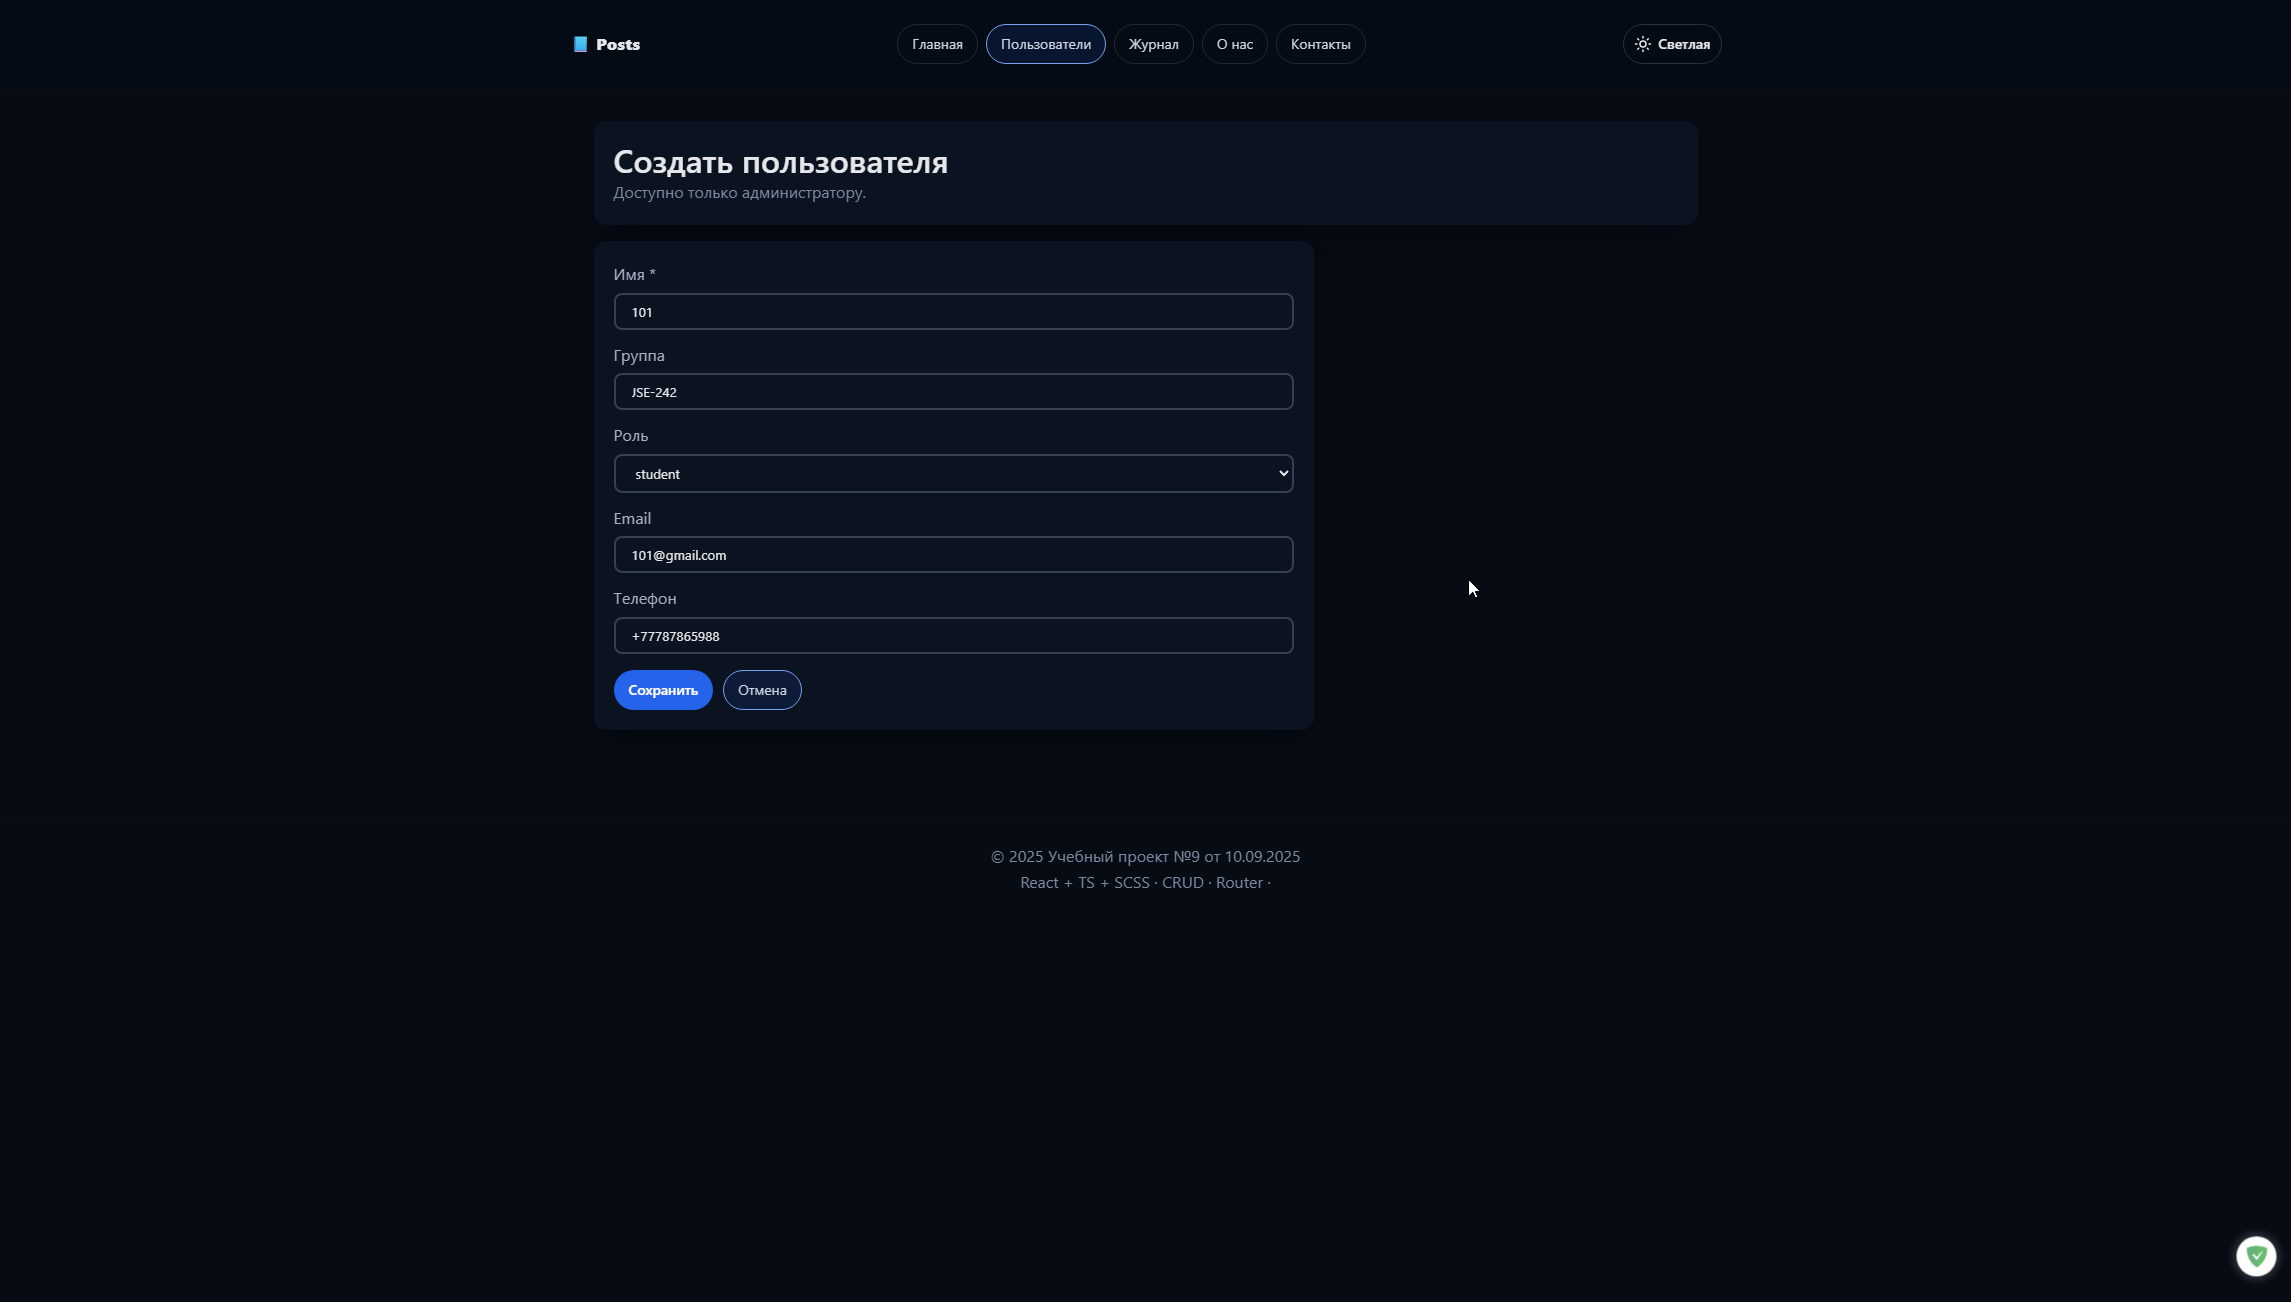 Posts
Главная
Пользователи
Журнал
О нас
Контакты
Светлая
Создать пользователя
Доступно только администратору.
Имя *
101
Группа
JSE-242
Роль
student
Email
101@gmail.com
Телефон
+77787865988
Сохранить
Отмена
© 2025 Учебный проект №9 от 10.09.2025
React + TS + SCSS · CRUD · Router ·